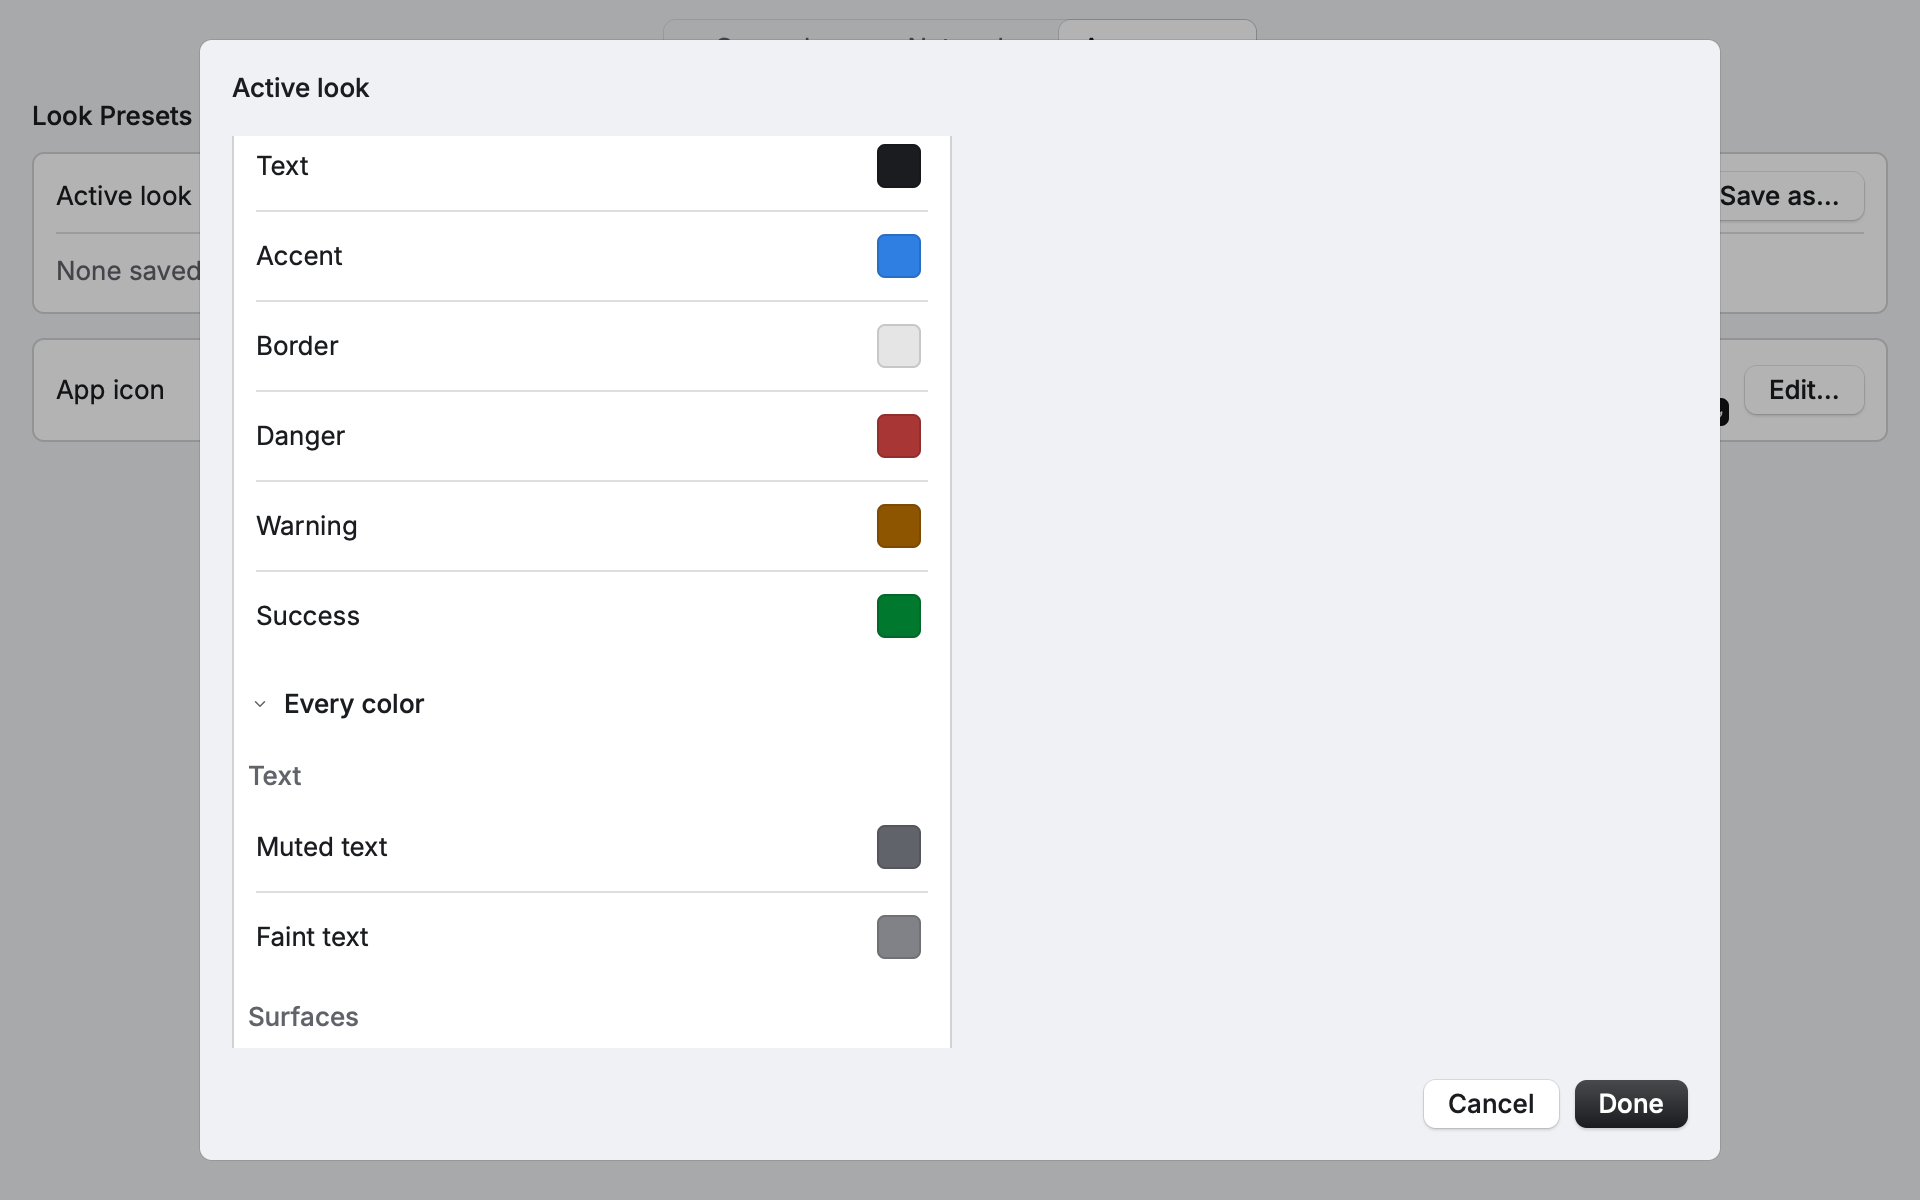 Active look
Look Presets
Active look
Save as...
None saved
App icon
Edit...
Text
Accent
Border
Danger
Warning
Success
Every color
Text
Muted text
Faint text
Surfaces
Cancel
Done